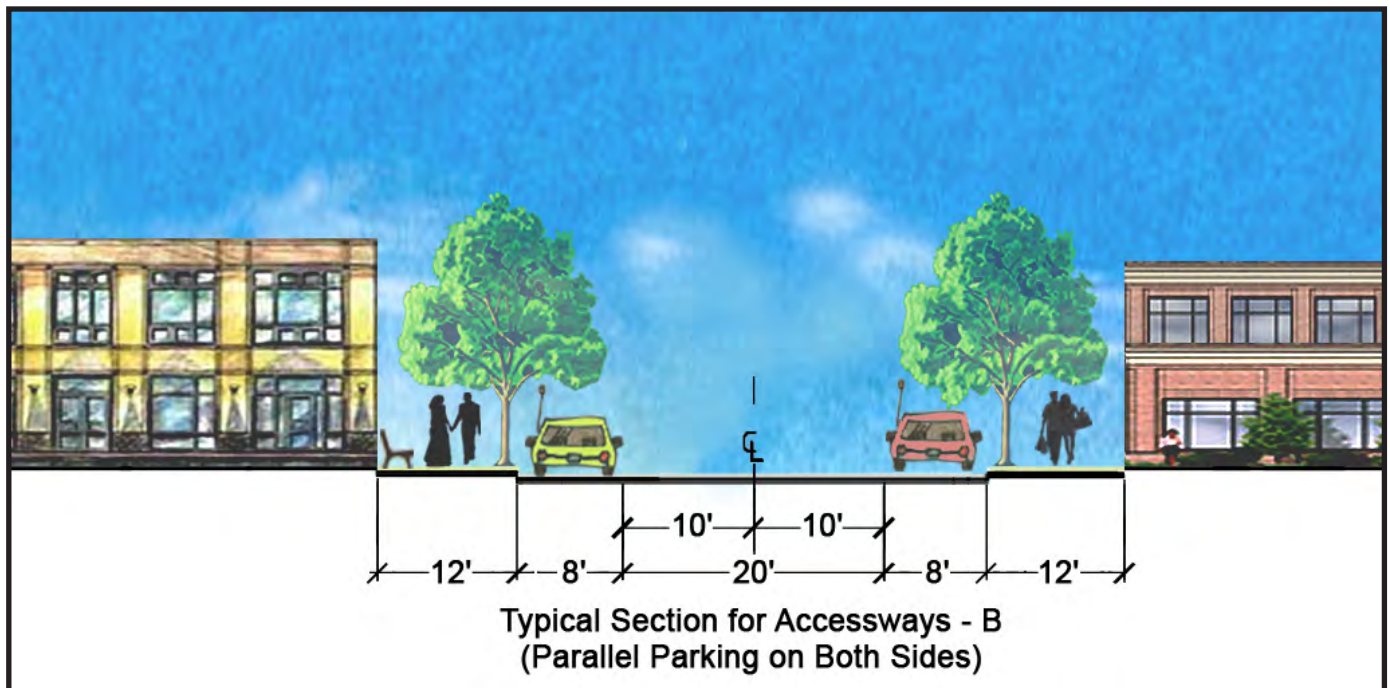 ℄
10' 10'
12' 8' 20' 8' 12'
Typical Section for Accessways - B
(Parallel Parking on Both Sides)